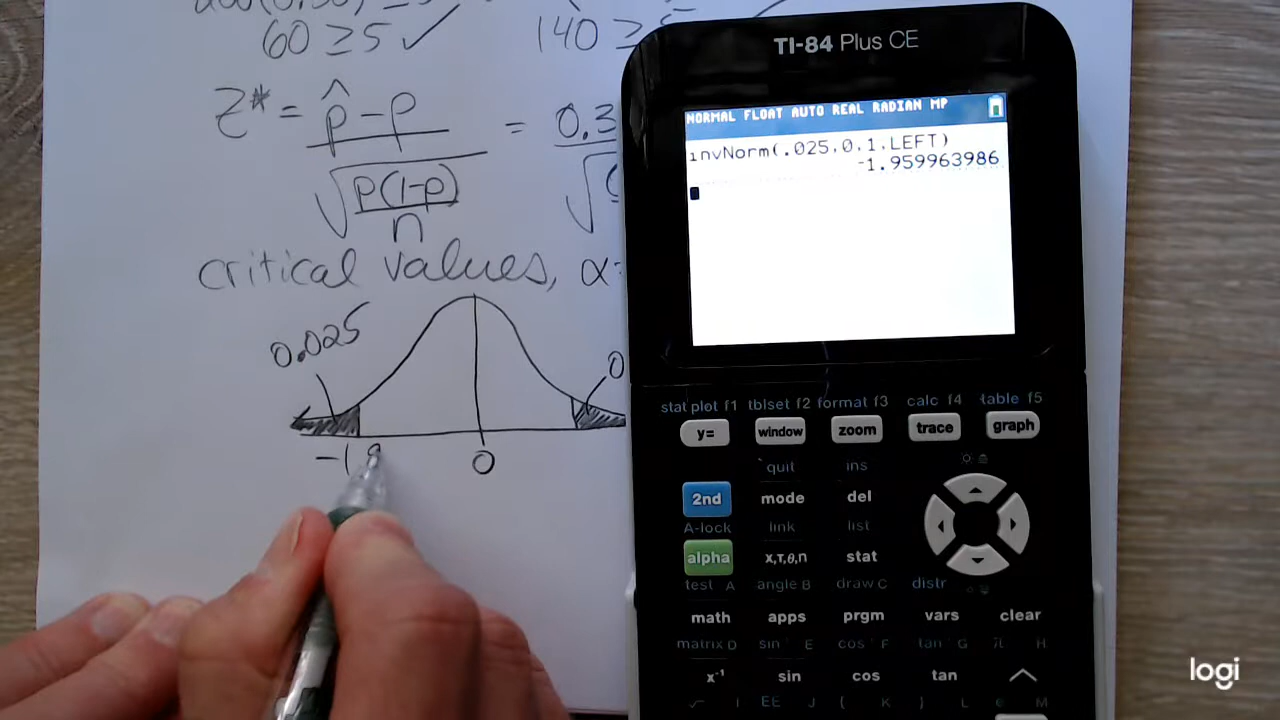 60 ≥ 5 ✓ 140 ≥
Z* = p̂ - p = 0.3
√ p(1-p)
n
critical values, α =
0.025 0
-1.9 0
TI-84 Plus CE
NORMAL FLOAT AUTO REAL RADIAN MP
invNorm(.025,0,1,LEFT)
-1.959963986
stat plot f1 tblset f2 format f3 calc f4 table f5
y= window zoom trace graph
quit ins
2nd mode del
A-lock link list
alpha x,T,θ,n stat
test A angle B draw C distr
math apps prgm vars clear
matrix D sin⁻¹ E cos⁻¹ F tan⁻¹ G π H
x⁻¹ sin cos tan ^
√ I EE J { K } L e M
logi